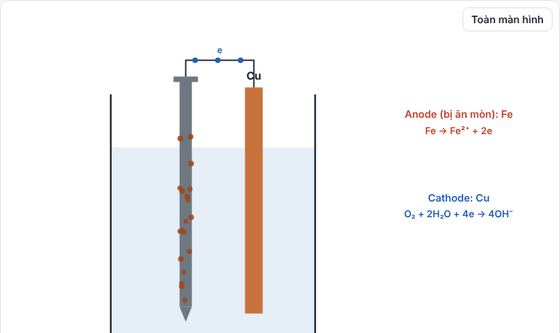 Toàn màn hình
e
Cu
Anode (bị ăn mòn): Fe
Fe → Fe²⁺ + 2e
Cathode: Cu
O₂ + 2H₂O + 4e → 4OH⁻